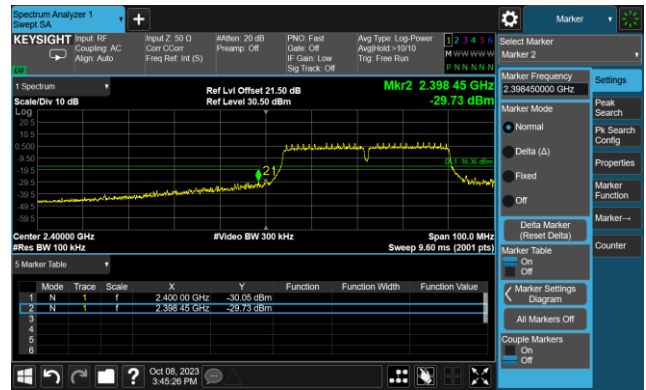 Spectrum Analyzer 1
Swept SA
Marker
KEYSIGHT
Input: RF
Coupling: AC
Align: Auto
Input Z: 50 Ω
Corr CCorr
Freq Ref: Int (S)
#Atten: 20 dB
Preamp: Off
PNO: Fast
Gate: Off
IF Gain: Low
Sig Track: Off
Avg Type: Log-Power
Avg|Hold:>10/10
Trig: Free Run
1 2 3 4 5 6
M W W W W W
P N N N N N
Select Marker
Marker 2
1 Spectrum
Scale/Div 10 dB
Log
Ref Lvl Offset 21.50 dB
Ref Level 30.50 dBm
Mkr2 2.398 45 GHz
-29.73 dBm
20.5
10.5
0.500
-9.50
-19.5
-29.5
-39.5
-49.5
-59.5
2
1
DL1 -16.36 dBm
Center 2.40000 GHz
#Res BW 100 kHz
#Video BW 300 kHz
Span 100.0 MHz
Sweep 9.60 ms (2001 pts)
5 Marker Table
Mode Trace Scale X Y Function Function Width Function Value
1 N 1 f 2.400 00 GHz -30.05 dBm
2 N 1 f 2.398 45 GHz -29.73 dBm
3
4
5
6
Marker Frequency
2.398450000 GHz
Marker Mode
Normal
Delta (Δ)
Fixed
Off
Delta Marker
(Reset Delta)
Marker Table
On
Off
Marker Settings
Diagram
All Markers Off
Couple Markers
On
Off
Settings
Peak
Search
Pk Search
Config
Properties
Marker
Function
Marker→
Counter
?
Oct 08, 2023
3:45:26 PM